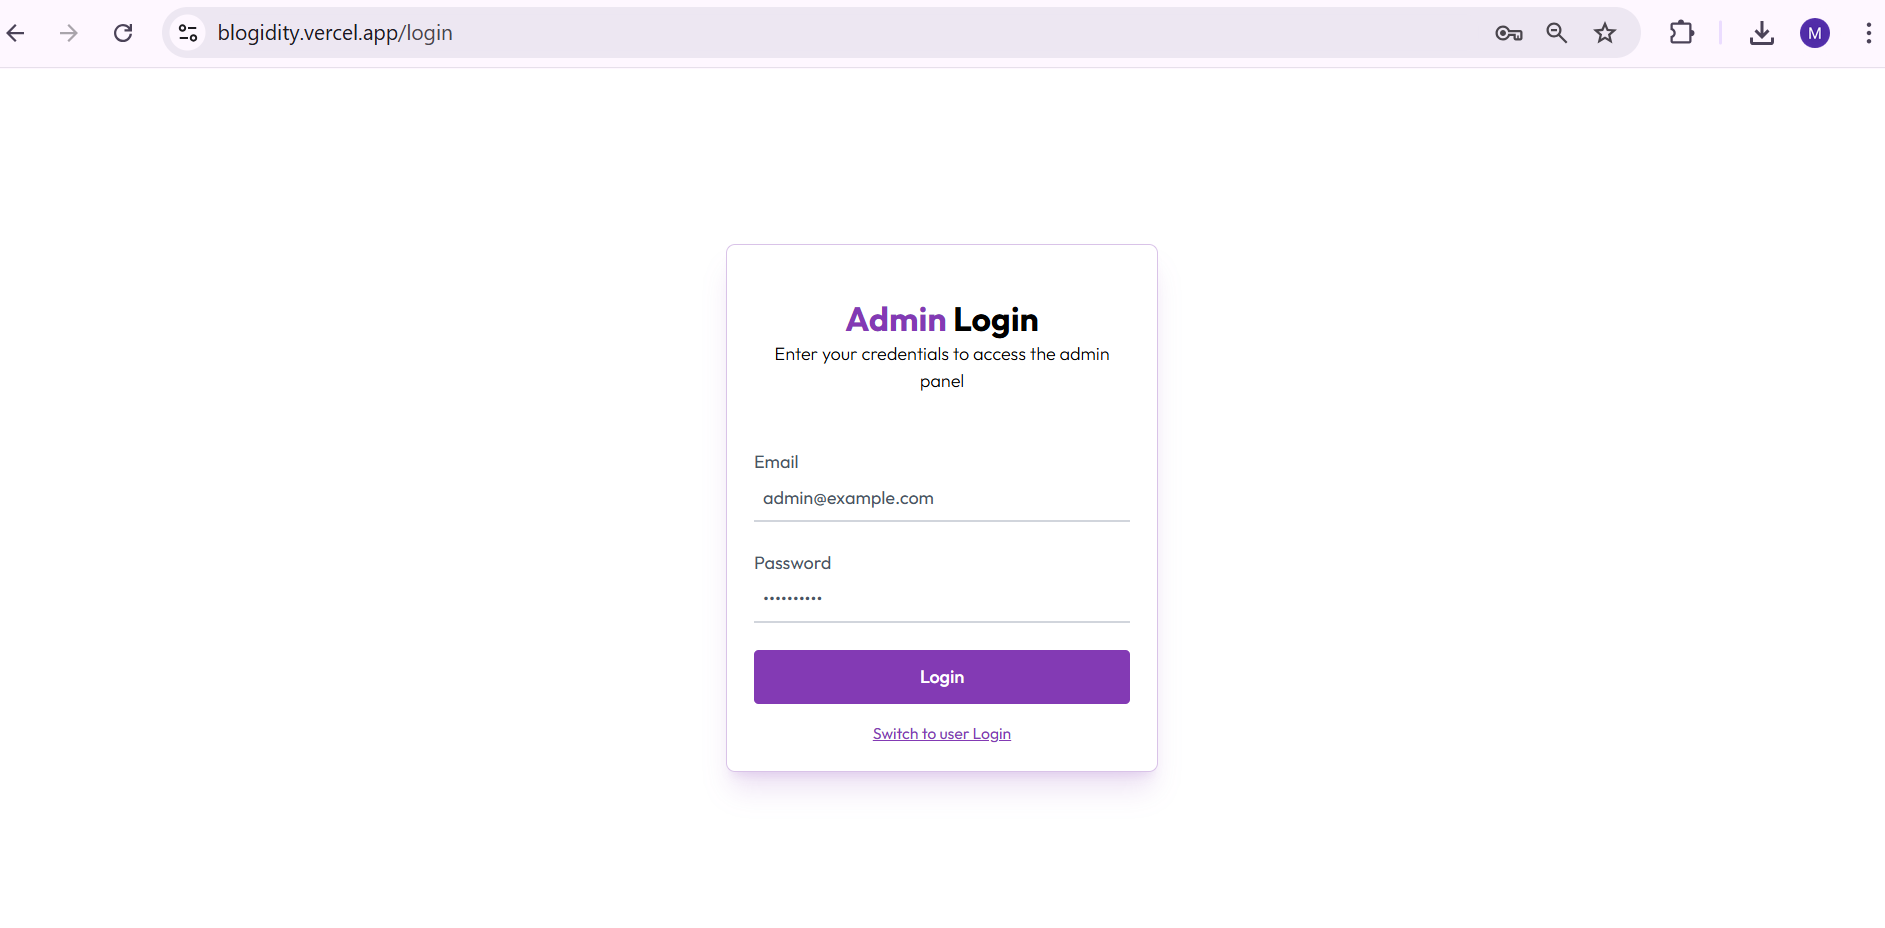 blogidity.vercel.app/login
M
Admin Login
Enter your credentials to access the admin
panel
Email
admin@example.com
Password
••••••••••
Login
Switch to user Login